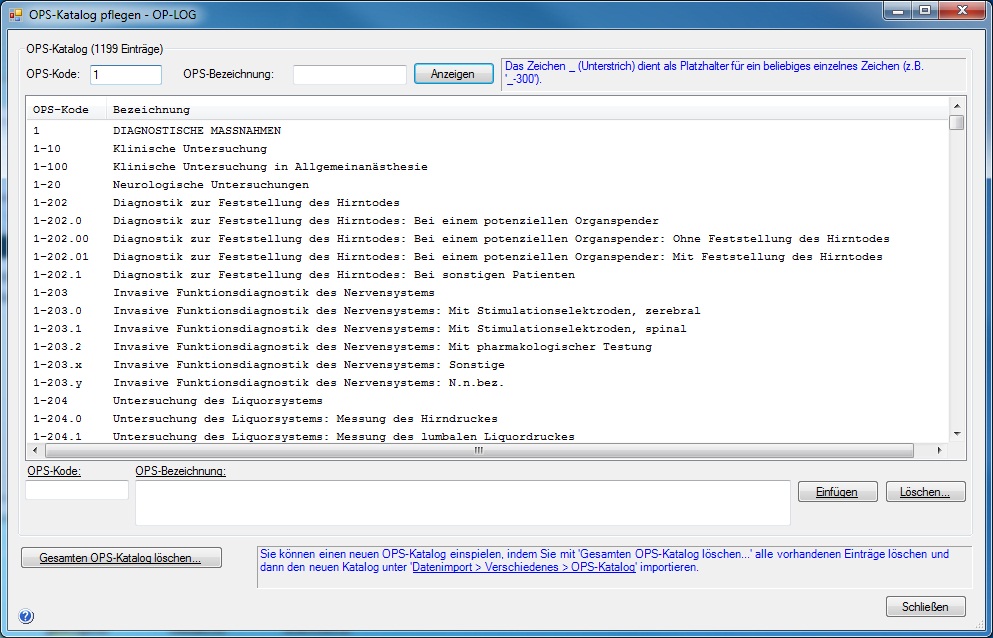 OPS-Katalog pflegen - OP-LOG
OPS-Katalog (1199 Einträge)
OPS-Kode: 1 OPS-Bezeichnung: Anzeigen
Das Zeichen _ (Unterstrich) dient als Platzhalter für ein beliebiges einzelnes Zeichen (z.B.
'_-300').
OPS-Kode Bezeichnung
1 DIAGNOSTISCHE MASSNAHMEN
1-10 Klinische Untersuchung
1-100 Klinische Untersuchung in Allgemeinanästhesie
1-20 Neurologische Untersuchungen
1-202 Diagnostik zur Feststellung des Hirntodes
1-202.0 Diagnostik zur Feststellung des Hirntodes: Bei einem potenziellen Organspender
1-202.00 Diagnostik zur Feststellung des Hirntodes: Bei einem potenziellen Organspender: Ohne Feststellung des Hirntodes
1-202.01 Diagnostik zur Feststellung des Hirntodes: Bei einem potenziellen Organspender: Mit Feststellung des Hirntodes
1-202.1 Diagnostik zur Feststellung des Hirntodes: Bei sonstigen Patienten
1-203 Invasive Funktionsdiagnostik des Nervensystems
1-203.0 Invasive Funktionsdiagnostik des Nervensystems: Mit Stimulationselektroden, zerebral
1-203.1 Invasive Funktionsdiagnostik des Nervensystems: Mit Stimulationselektroden, spinal
1-203.2 Invasive Funktionsdiagnostik des Nervensystems: Mit pharmakologischer Testung
1-203.x Invasive Funktionsdiagnostik des Nervensystems: Sonstige
1-203.y Invasive Funktionsdiagnostik des Nervensystems: N.n.bez.
1-204 Untersuchung des Liquorsystems
1-204.0 Untersuchung des Liquorsystems: Messung des Hirndruckes
1-204.1 Untersuchung des Liquorsystems: Messung des lumbalen Liquordruckes
OPS-Kode: OPS-Bezeichnung:
Einfügen Löschen...
Gesamten OPS-Katalog löschen...
Sie können einen neuen OPS-Katalog einspielen, indem Sie mit 'Gesamten OPS-Katalog löschen...' alle vorhandenen Einträge löschen und
dann den neuen Katalog unter 'Datenimport > Verschiedenes > OPS-Katalog' importieren.
Schließen